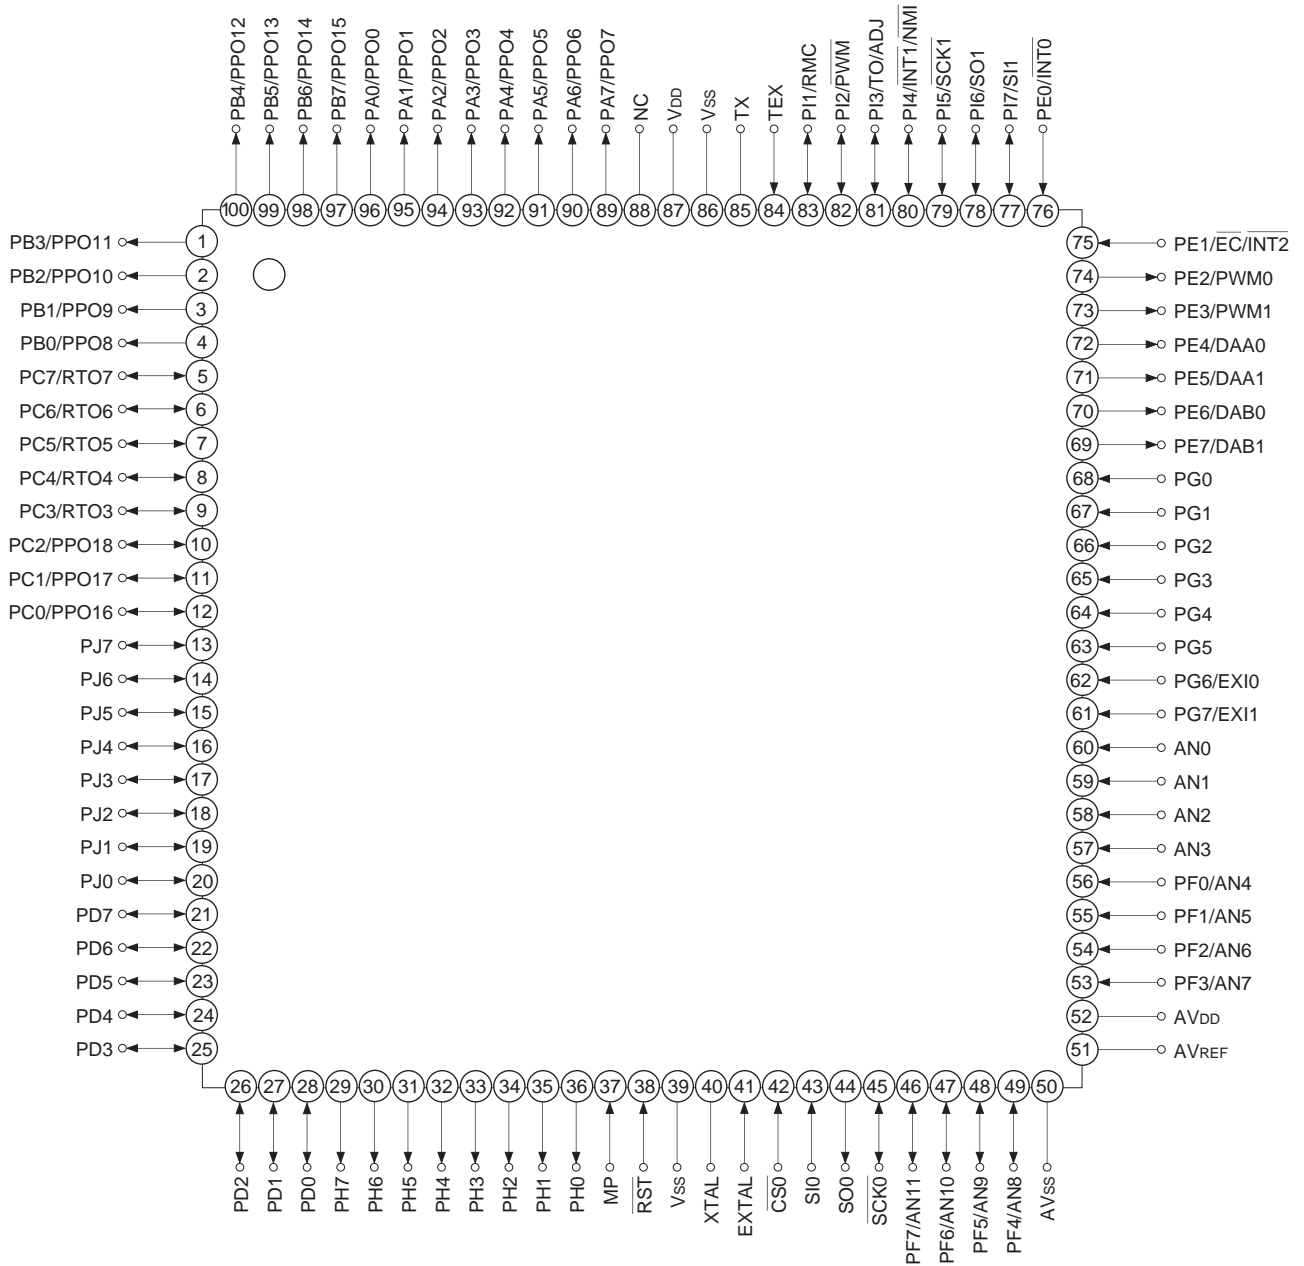 PB4/PPO12
PB5/PPO13
PB6/PPO14
PB7/PPO15
PA0/PPO0
PA1/PPO1
PA2/PPO2
PA3/PPO3
PA4/PPO4
PA5/PPO5
PA6/PPO6
PA7/PPO7
NC
VDD
VSS
TX
TEX
PI1/RMC
PI2/PWM
PI3/TO/ADJ
PI4/INT1/NMI
PI5/SCK1
PI6/SO1
PI7/SI1
PE0/INT0
100 99 98 97 96 95 94 93 92 91 90 89 88 87 86 85 84 83 82 81 80 79 78 77 76
PB3/PPO11 1
PB2/PPO10 2
PB1/PPO9 3
PB0/PPO8 4
PC7/RTO7 5
PC6/RTO6 6
PC5/RTO5 7
PC4/RTO4 8
PC3/RTO3 9
PC2/PPO18 10
PC1/PPO17 11
PC0/PPO16 12
PJ7 13
PJ6 14
PJ5 15
PJ4 16
PJ3 17
PJ2 18
PJ1 19
PJ0 20
PD7 21
PD6 22
PD5 23
PD4 24
PD3 25
75 PE1/EC/INT2
74 PE2/PWM0
73 PE3/PWM1
72 PE4/DAA0
71 PE5/DAA1
70 PE6/DAB0
69 PE7/DAB1
68 PG0
67 PG1
66 PG2
65 PG3
64 PG4
63 PG5
62 PG6/EXI0
61 PG7/EXI1
60 AN0
59 AN1
58 AN2
57 AN3
56 PF0/AN4
55 PF1/AN5
54 PF2/AN6
53 PF3/AN7
52 AVDD
51 AVREF
26 27 28 29 30 31 32 33 34 35 36 37 38 39 40 41 42 43 44 45 46 47 48 49 50
PD2
PD1
PD0
PH7
PH6
PH5
PH4
PH3
PH2
PH1
PH0
MP
RST
VSS
XTAL
EXTAL
CS0
SI0
SO0
SCK0
PF7/AN11
PF6/AN10
PF5/AN9
PF4/AN8
AVSS